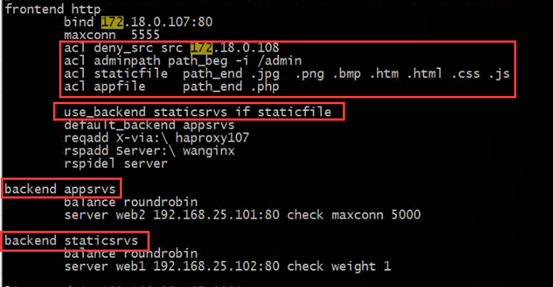 frontend http
bind 172.18.0.107:80
maxconn 5555
acl deny_src src 172.18.0.108
acl adminpath path_beg -i /admin
acl staticfile path_end .jpg .png .bmp .htm .html .css .js
acl appfile path_end .php
use_backend staticsrvs if staticfile
default_backend appsrvs
reqadd X-via:\ haproxy107
rspadd Server:\ wanginx
rspidel server
backend appsrvs
balance roundrobin
server web2 192.168.25.101:80 check maxconn 5000
backend staticsrvs
balance roundrobin
server web1 192.168.25.102:80 check weight 1